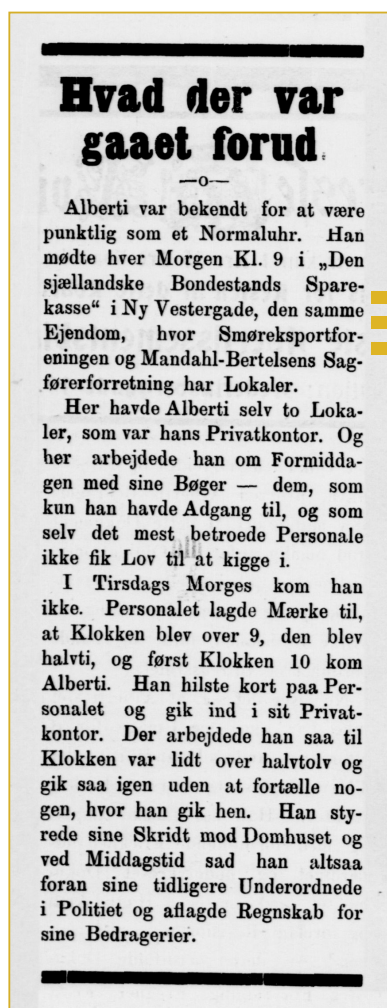 Hvad der var
gaaet forud.
—o—
Alberti var bekendt for at være
punktlig som et Normaluhr. Han
mødte hver Morgen Kl. 9 i „Den
sjællandske Bondestands Spare-
kasse“ i Ny Vestergade, den samme
Ejendom, hvor Smøreksportfor-
eningen og Mandahl-Bertelsens Sag-
førerforretning har Lokaler.
Her havde Alberti selv to Loka-
ler, som var hans Privatkontor. Og
her arbejdede han om Formidda-
gen med sine Bøger — dem, som
kun han havde Adgang til, og som
selv det mest betroede Personale
ikke fik Lov til at kigge i.
I Tirsdags Morges kom han
ikke. Personalet lagde Mærke til,
at Klokken blev over 9, den blev
halvti, og først Klokken 10 kom
Alberti. Han hilste kort paa Per-
sonalet og gik ind i sit Privat-
kontor. Der arbejdede han saa til
Klokken var lidt over halvtolv og
gik saa igen uden at fortælle no-
gen, hvor han gik hen. Han sty-
rede sine Skridt mod Domhuset og
ved Middagstid sad han altsaa
foran sine tidligere Underordnede
i Politiet og aflagde Regnskab for
sine Bedragerier.